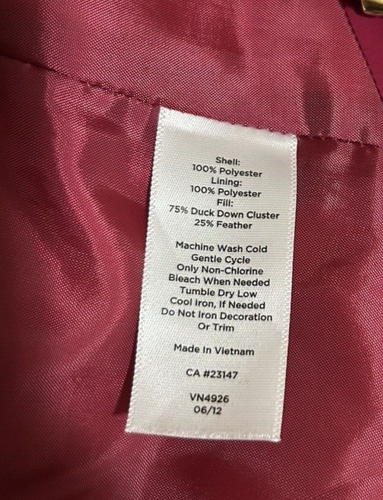 Shell:
100% Polyester
Lining:
100% Polyester
Fill:
75% Duck Down Cluster
25% Feather
Machine Wash Cold
Gentle Cycle
Only Non-Chlorine
Bleach When Needed
Tumble Dry Low
Cool Iron, If Needed
Do Not Iron Decoration
Or Trim
Made In Vietnam
CA #23147
VN4926
06/12